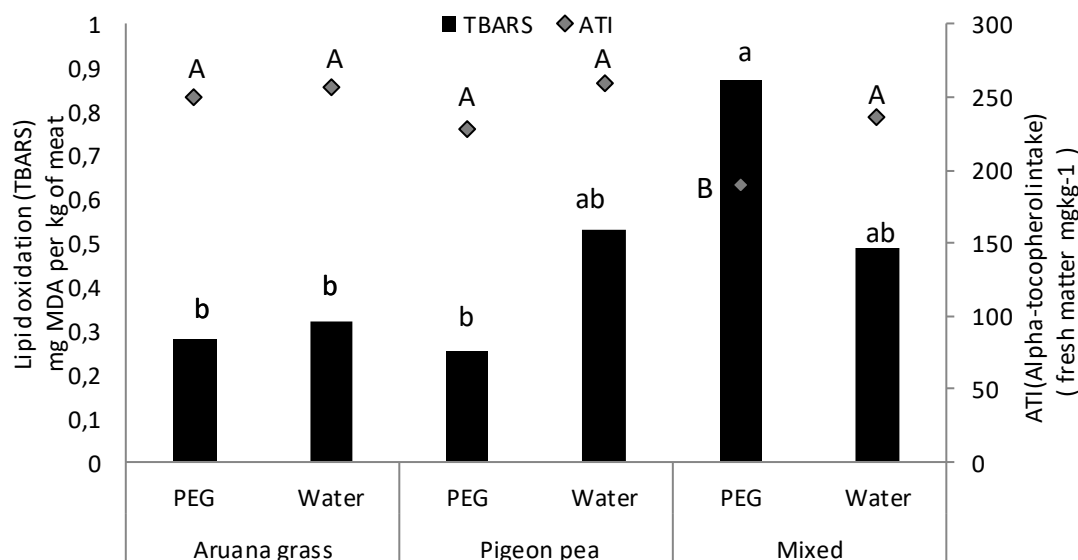 TBARS ATI
Lipid oxidation (TBARS)
mg MDA per kg of meat
1
0,9
0,8
0,7
0,6
0,5
0,4
0,3
0,2
0,1
0
A
A
A
A
B
A
b
b
b
ab
a
ab
300
250
200
150
100
50
0
ATI(Alpha-tocopherol intake)
( fresh matter mgkg-1 )
PEG Water PEG Water PEG Water
Aruana grass Pigeon pea Mixed